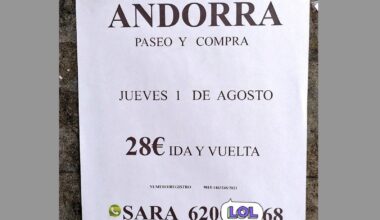 ANDORRA
PASEO Y COMPRA
JUEVES 1 DE AGOSTO
28€ IDA Y VUELTA
SARA 620 LOL 68